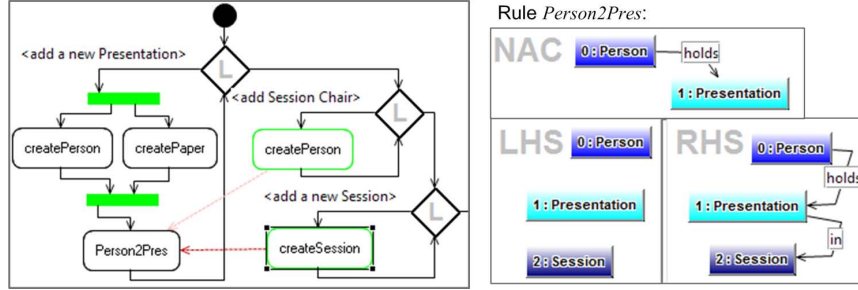 Rule Person2Pres:
<add a new Presentation>
L
<add Session Chair>
L
createPerson
createPaper
createPerson
<add a new Session>
L
Person2Pres
createSession
NAC
0 : Person
holds
1 : Presentation
LHS
0 : Person
1 : Presentation
2 : Session
RHS
0 : Person
holds
1 : Presentation
in
2 : Session